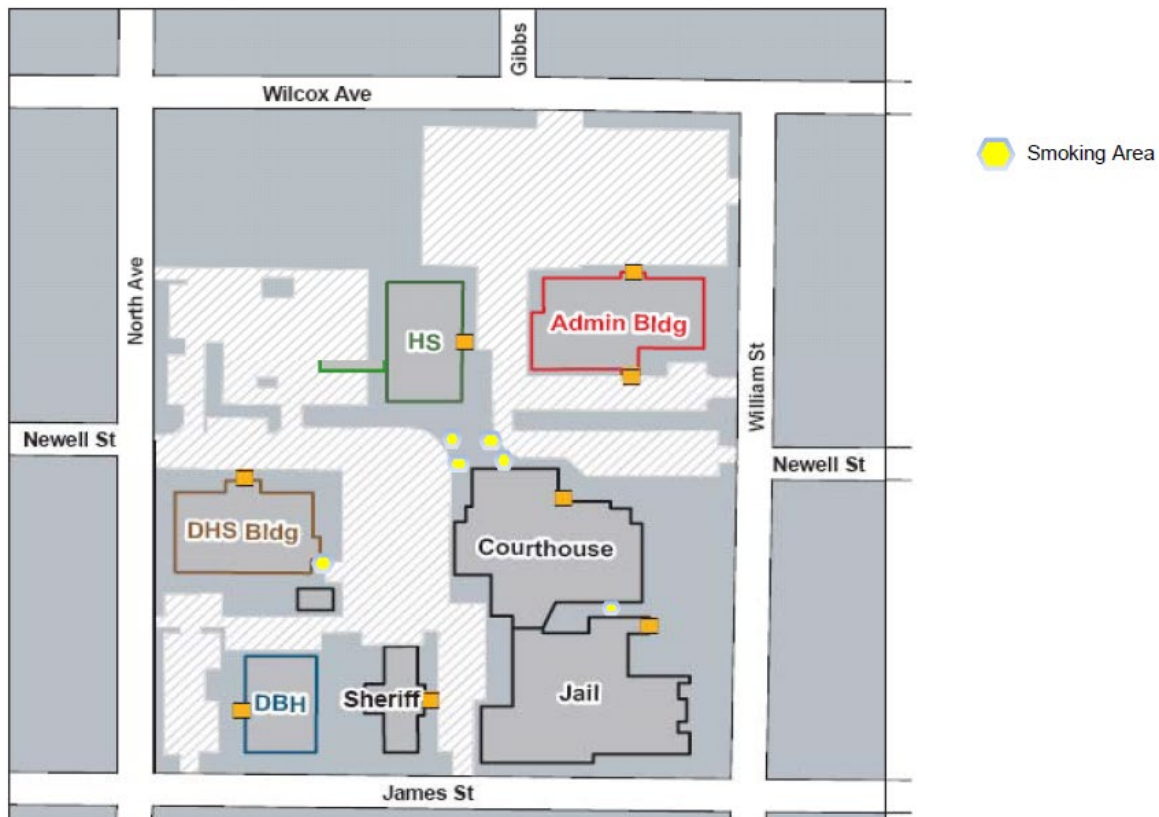 Gibbs
Wilcox Ave
Smoking Area
North Ave
HS
Admin Bldg
William St
Newell St
Newell St
DHS Bldg
Courthouse
DBH
Sheriff
Jail
James St